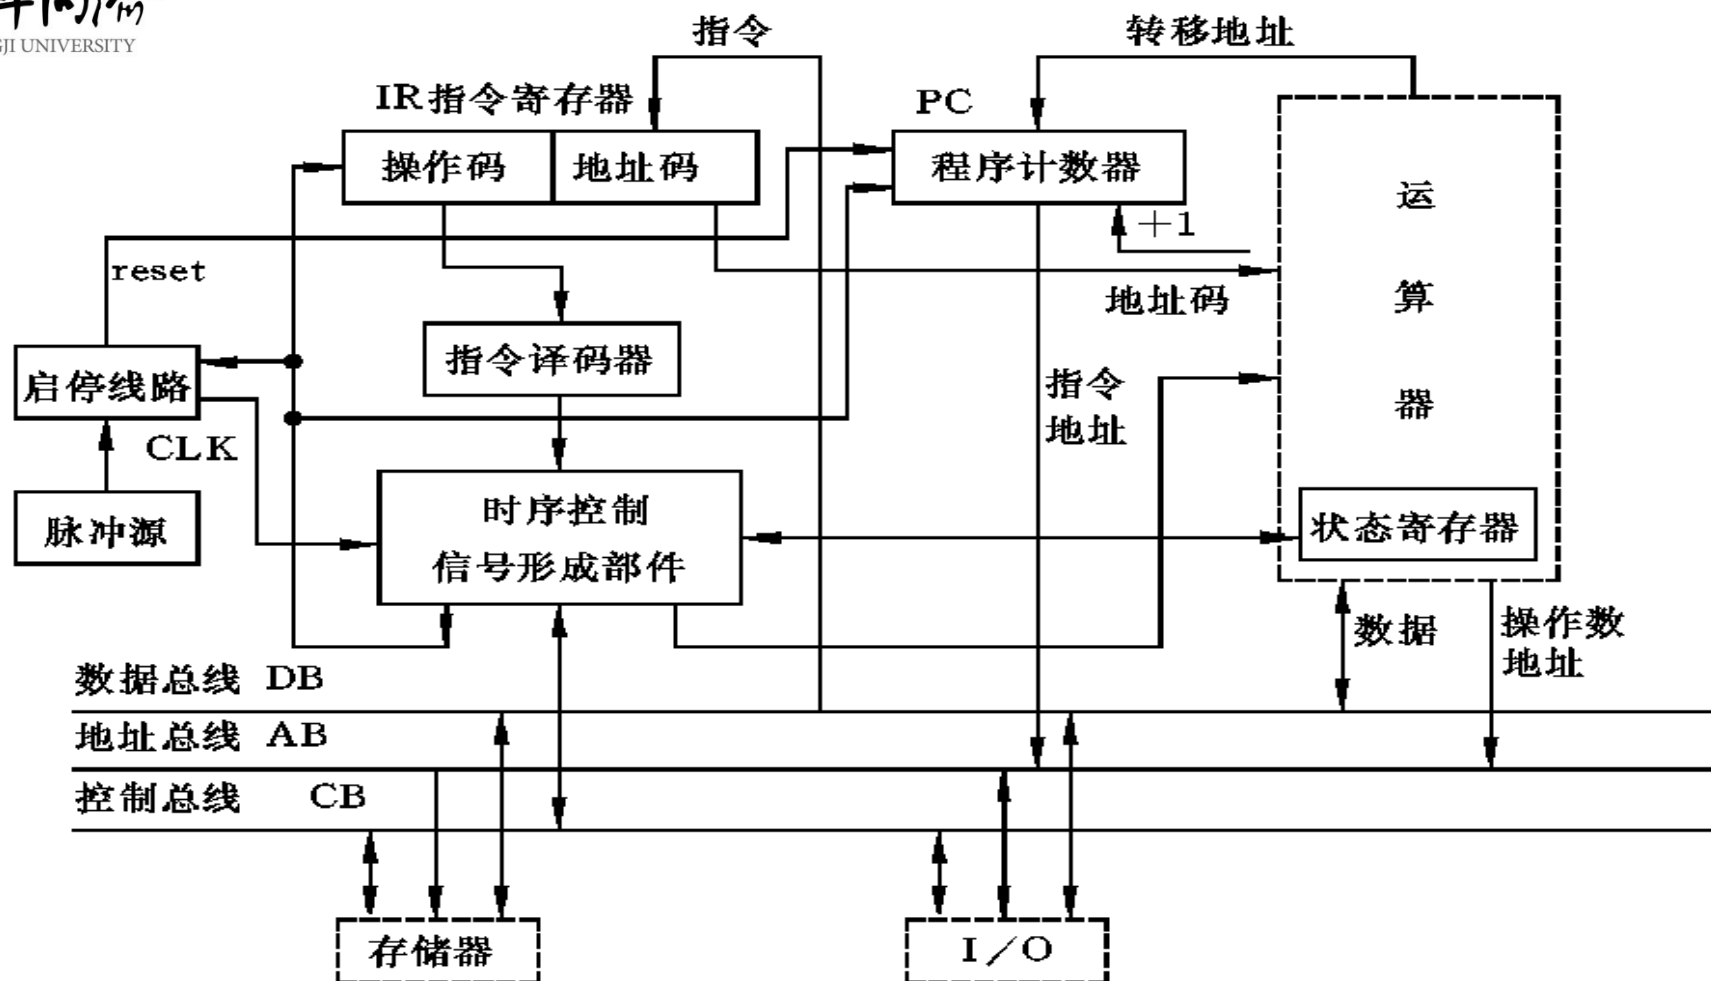 UNIVERSITY
指令
转移地址
IR指令寄存器
PC
操作码
地址码
程序计数器
+1
运
算
器
reset
地址码
指令译码器
启停线路
指令
地址
CLK
脉冲源
时序控制
信号形成部件
状态寄存器
数据
操作数
地址
数据总线 DB
地址总线 AB
控制总线 CB
存储器
I/O